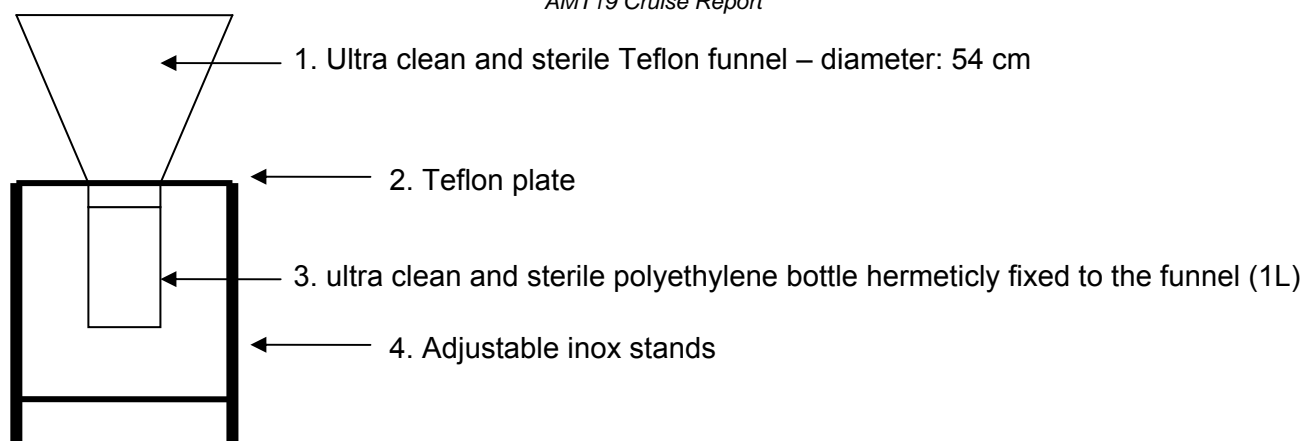 AMT19 Cruise Report
1. Ultra clean and sterile Teflon funnel – diameter: 54 cm
2. Teflon plate
3. ultra clean and sterile polyethylene bottle hermeticly fixed to the funnel (1L)
4. Adjustable inox stands